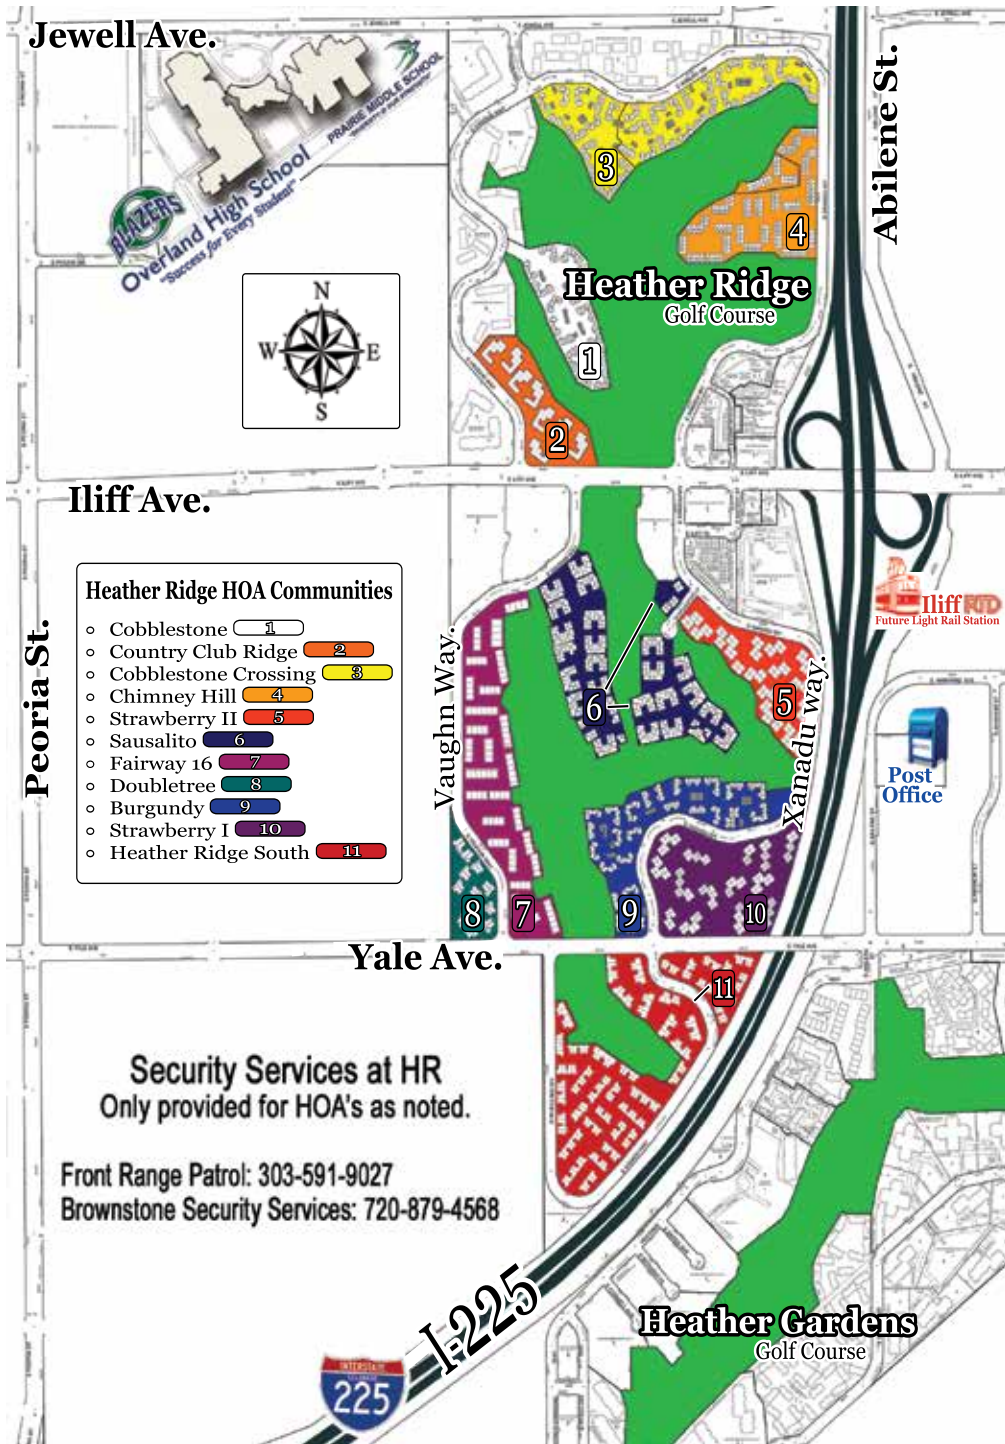 Jewell Ave.
PRAIRIE MIDDLE SCHOOL
BLAZERS
Overland High School
"Success for Every Student"
Abilene St.
3
4
Heather Ridge
Golf Course
N
W E
S
1
2
Iliff Ave.
Heather Ridge HOA Communities
Cobblestone 1
Country Club Ridge 2
Cobblestone Crossing 3
Chimney Hill 4
Strawberry II 5
Sausalito 6
Fairway 16 7
Doubletree 8
Burgundy 9
Strawberry I 10
Heather Ridge South 11
Peoria St.
Vaughn Way.
Xanadu way.
Iliff RTD
Future Light Rail Station
6
5
Post
Office
8
7
9
10
Yale Ave.
11
Security Services at HR
Only provided for HOA's as noted.
Front Range Patrol: 303-591-9027
Brownstone Security Services: 720-879-4568
I-225
INTERSTATE
COLORADO
225
Heather Gardens
Golf Course